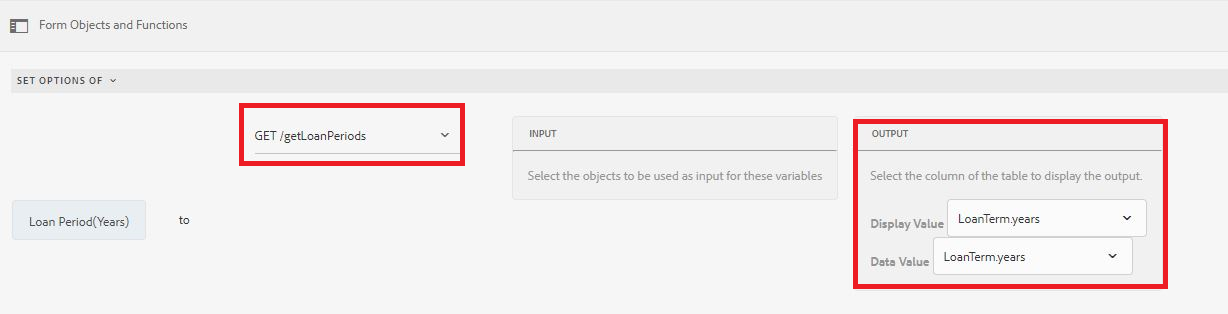 Form Objects and Functions
SET OPTIONS OF
GET /getLoanPeriods
INPUT
OUTPUT
Select the objects to be used as input for these variables
Select the column of the table to display the output.
Loan Period(Years)
to
Display Value LoanTerm.years
Data Value LoanTerm.years